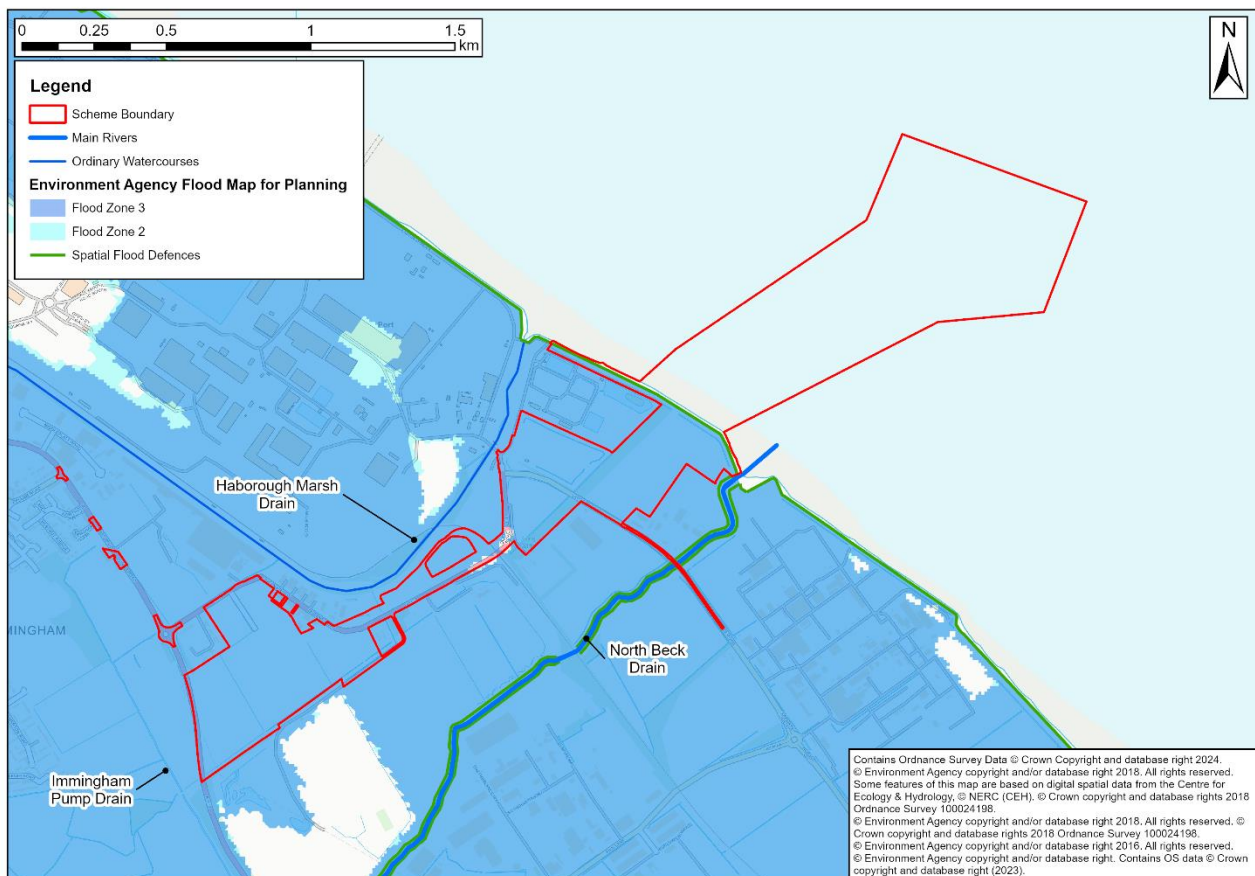 0 0.25 0.5 1 1.5
km
N
Legend
Scheme Boundary
Main Rivers
Ordinary Watercourses
Environment Agency Flood Map for Planning
Flood Zone 3
Flood Zone 2
Spatial Flood Defences
Port
Haborough Marsh
Drain
MINGHAM
North Beck
Drain
Immingham
Pump Drain
Contains Ordnance Survey Data © Crown Copyright and database right 2024.
© Environment Agency copyright and/or database right 2018. All rights reserved.
Some features of this map are based on digital spatial data from the Centre for
Ecology & Hydrology, © NERC (CEH). © Crown copyright and database rights 2018
Ordnance Survey 100024198.
© Environment Agency copyright and/or database right 2018. All rights reserved. ©
Crown copyright and database rights 2018 Ordnance Survey 100024198.
© Environment Agency copyright and/or database right 2016. All rights reserved.
© Environment Agency copyright and/or database right. Contains OS data © Crown
copyright and database right (2023).